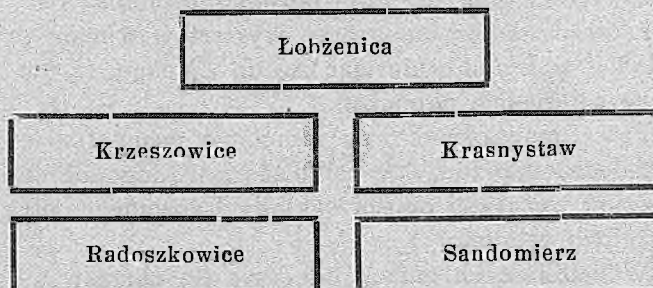 Łobżenica
Krzeszowice
Krasnystaw
Radoszkowice
Sandomierz